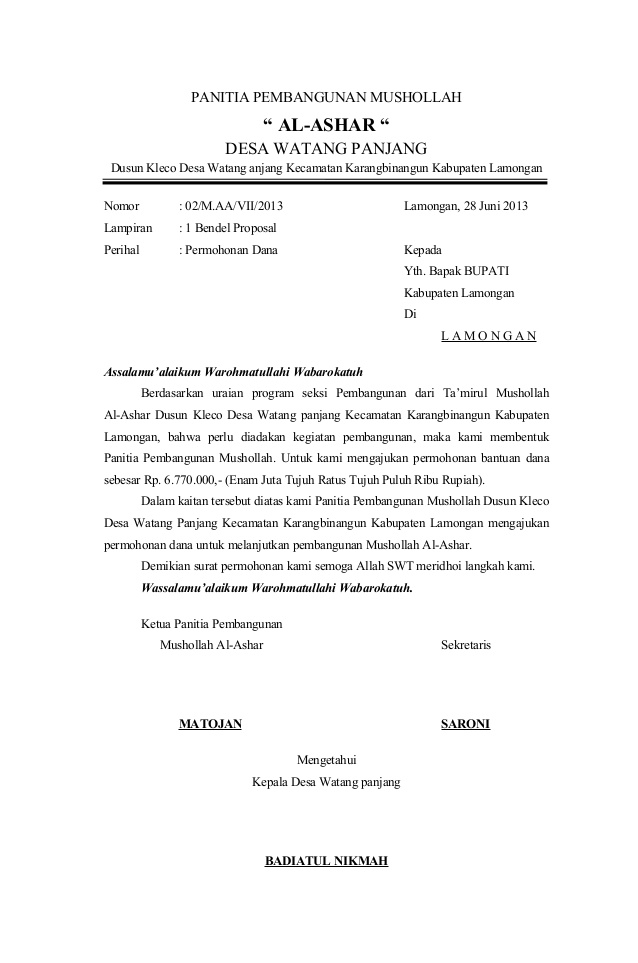 PANITIA PEMBANGUNAN MUSHOLLAH
“ AL-ASHAR “
DESA WATANG PANJANG
Dusun Kleco Desa Watang anjang Kecamatan Karangbinangun Kabupaten Lamongan
Nomor : 02/M.AA/VII/2013 Lamongan, 28 Juni 2013
Lampiran : 1 Bendel Proposal
Perihal : Permohonan Dana Kepada
Yth. Bapak BUPATI
Kabupaten Lamongan
Di
L A M O N G A N
Assalamu’alaikum Warohmatullahi Wabarokatuh
Berdasarkan uraian program seksi Pembangunan dari Ta’mirul Mushollah
Al-Ashar Dusun Kleco Desa Watang panjang Kecamatan Karangbinangun Kabupaten
Lamongan, bahwa perlu diadakan kegiatan pembangunan, maka kami membentuk
Panitia Pembangunan Mushollah. Untuk kami mengajukan permohonan bantuan dana
sebesar Rp. 6.770.000,- (Enam Juta Tujuh Ratus Tujuh Puluh Ribu Rupiah).
Dalam kaitan tersebut diatas kami Panitia Pembangunan Mushollah Dusun Kleco
Desa Watang Panjang Kecamatan Karangbinangun Kabupaten Lamongan mengajukan
permohonan dana untuk melanjutkan pembangunan Mushollah Al-Ashar.
Demikian surat permohonan kami semoga Allah SWT meridhoi langkah kami.
Wassalamu’alaikum Warohmatullahi Wabarokatuh.
Ketua Panitia Pembangunan
Mushollah Al-Ashar Sekretaris
MATOJAN SARONI
Mengetahui
Kepala Desa Watang panjang
BADIATUL NIKMAH